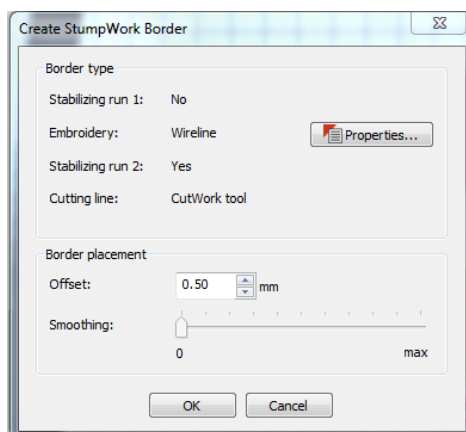 Create StumpWork Border
Border type
Stabilizing run 1: No
Embroidery: Wireline Properties...
Stabilizing run 2: Yes
Cutting line: CutWork tool
Border placement
Offset: 0.50 mm
Smoothing:
0 max
OK Cancel